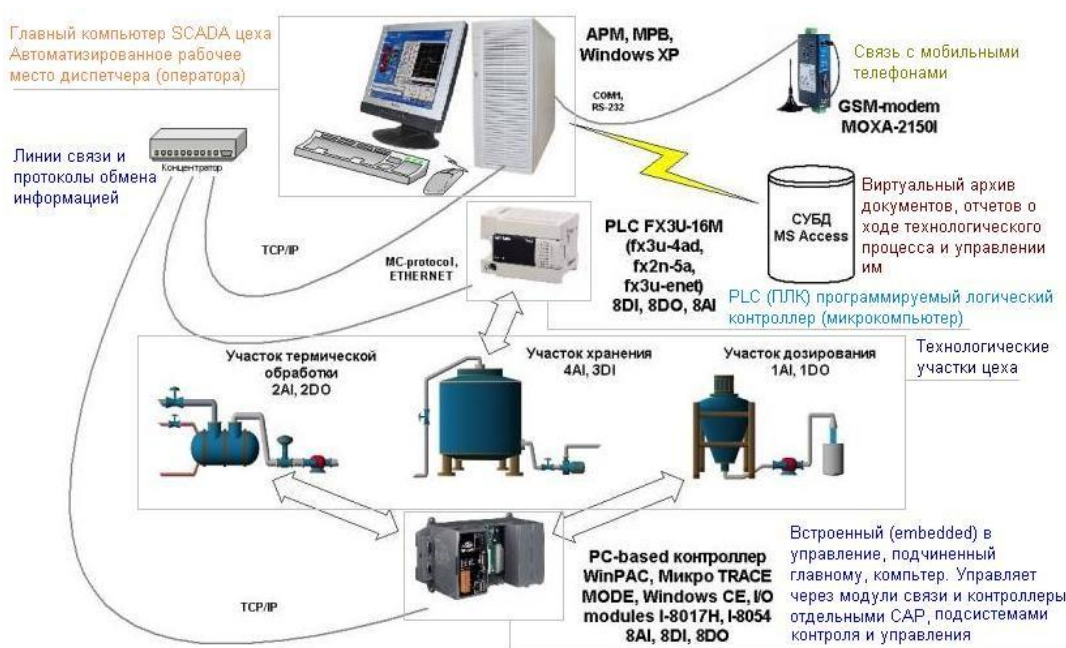 Главный компьютер SCADA цеха
Автоматизированное рабочее
место диспетчера (оператора)
АРМ, МРВ,
Windows XP
COM1,
RS-232
Связь с мобильными
телефонами
GSM-modem
MOXA-2150I
Линии связи и
протоколы обмена
информацией
Концентратор
TCP/IP
MC-protocol,
ETHERNET
PLC FX3U-16M
(fx3u-4ad,
fx2n-5a,
fx3u-enet)
8DI, 8DO, 8AI
СУБД
MS Access
Виртуальный архив
документов, отчетов о
ходе технологического
процесса и управлении
им
PLC (ПЛК) программируемый логический
контроллер (микрокомпьютер)
Участок термической
обработки
2AI, 2DO
Участок хранения
4AI, 3DI
Участок дозирования
1AI, 1DO
Технологические
участки цеха
TCP/IP
PC-based контроллер
WinPAC, Микро TRACE
MODE, Windows CE, I/O
modules I-8017H, I-8054
8AI, 8DI, 8DO
Встроенный (embedded) в
управление, подчиненный
главному, компьтер. Управляет
через модули связи и контроллеры
отдельными САР, подсистемами
контроля и управления